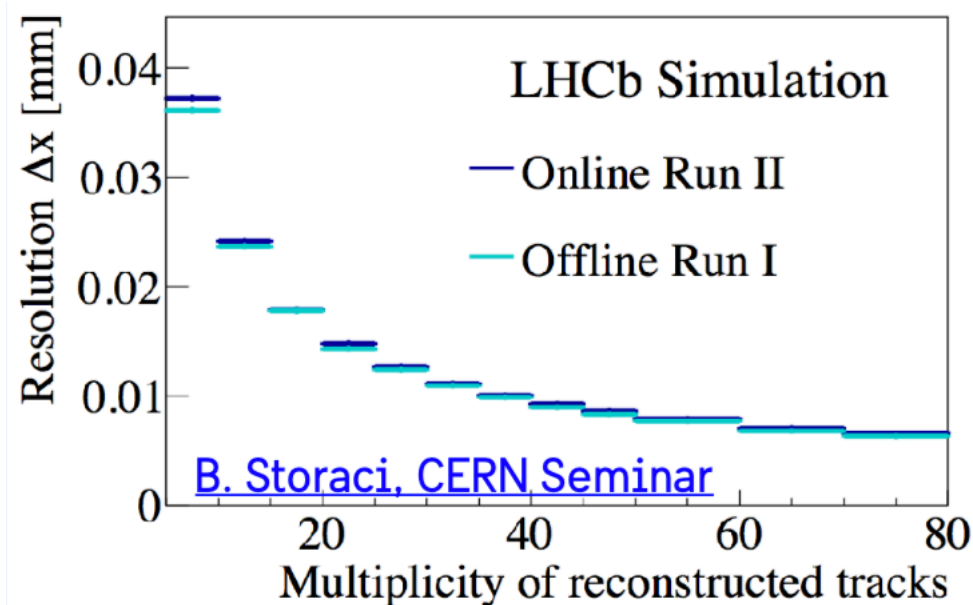 Resolution Δx [mm]
0.04
0.03
0.02
0.01
0
LHCb Simulation
Online Run II
Offline Run I
B. Storaci, CERN Seminar
20 40 60 80
Multiplicity of reconstructed tracks